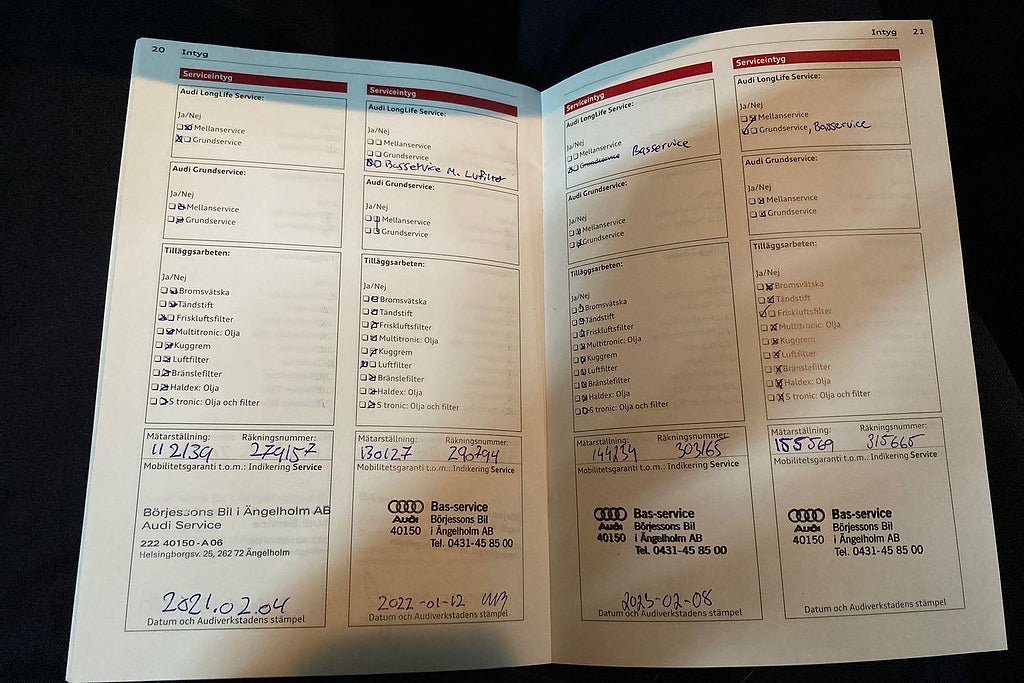 20 Intyg
Serviceintyg
Audi LongLife Service:
Ja/Nej
Mellanservice
Grundservice
Audi Grundservice:
Ja/Nej
Mellanservice
Grundservice
Tilläggsarbeten:
Ja/Nej
Bromsvätska
Tändstift
Friskluftsfilter
Multitronic: Olja
Kuggrem
Luftfilter
Bränslefilter
Haldex: Olja
S tronic: Olja och filter
Mätarställning: Räkningsnummer:
112139 279157
Mobilitetsgaranti t.o.m.: Indikering Service
Börjessons Bil i Ängelholm AB
Audi Service
222 40150-A06
Helsingborgsv. 25, 262 72 Ängelholm
2021.02.04
Datum och Audiverkstadens stämpel
Serviceintyg
Audi LongLife Service:
Ja/Nej
Mellanservice
Grundservice
Basservice M. Luftfilter
Audi Grundservice:
Ja/Nej
Mellanservice
Grundservice
Tilläggsarbeten:
Ja/Nej
Bromsvätska
Tändstift
Friskluftsfilter
Multitronic: Olja
Kuggrem
Luftfilter
Bränslefilter
Haldex: Olja
S tronic: Olja och filter
Mätarställning: Räkningsnummer:
130127 290794
Mobilitetsgaranti t.o.m.: Indikering Service
Bas-service
Audi Börjessons Bil
40150 i Ängelholm AB
Tel. 0431-45 85 00
2022-01-12
Datum och Audiverkstadens stämpel
Intyg 21
Serviceintyg
Audi LongLife Service:
Ja/Nej
Mellanservice
Grundservice Basservice
Audi Grundservice:
Ja/Nej
Mellanservice
Grundservice
Tilläggsarbeten:
Ja/Nej
Bromsvätska
Tändstift
Friskluftsfilter
Multitronic: Olja
Kuggrem
Luftfilter
Bränslefilter
Haldex: Olja
S tronic: Olja och filter
Mätarställning: Räkningsnummer:
144234 303165
Mobilitetsgaranti t.o.m.: Indikering Service
Bas-service
Audi Börjessons Bil
40150 i Ängelholm AB
Tel. 0431-45 85 00
2023-02-08
Datum och Audiverkstadens stämpel
Serviceintyg
Audi LongLife Service:
Ja/Nej
Mellanservice
Grundservice, Basservice
Audi Grundservice:
Ja/Nej
Mellanservice
Grundservice
Tilläggsarbeten:
Ja/Nej
Bromsvätska
Tändstift
Friskluftsfilter
Multitronic: Olja
Kuggrem
Luftfilter
Bränslefilter
Haldex: Olja
S tronic: Olja och filter
Mätarställning: Räkningsnummer:
155569 315665
Mobilitetsgaranti t.o.m.: Indikering Service
Bas-service
Audi Börjessons Bil
40150 i Ängelholm AB
Tel. 0431-45 85 00
Datum och Audiverkstadens stämpel